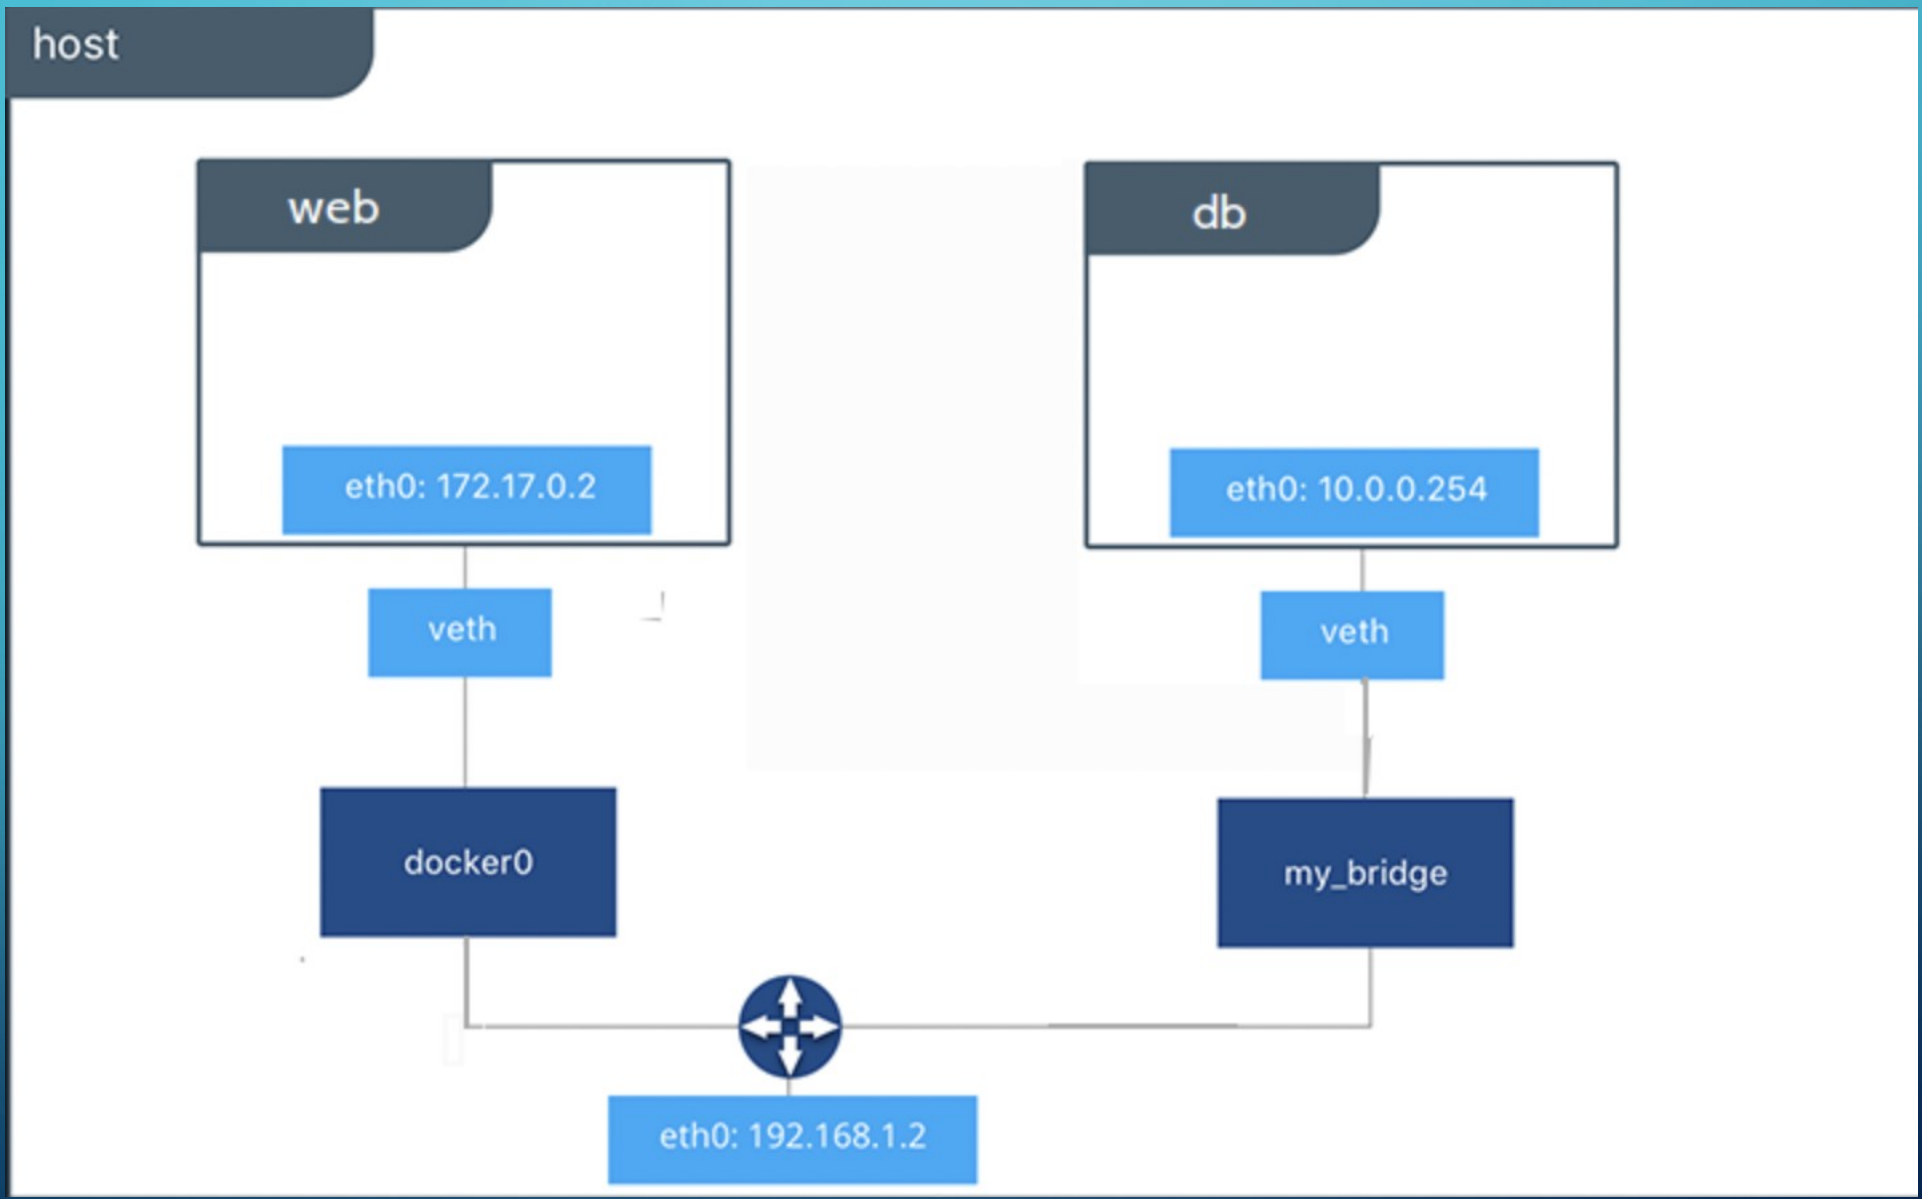 host
web
db
eth0: 172.17.0.2
eth0: 10.0.0.254
veth
veth
docker0
my_bridge
eth0: 192.168.1.2